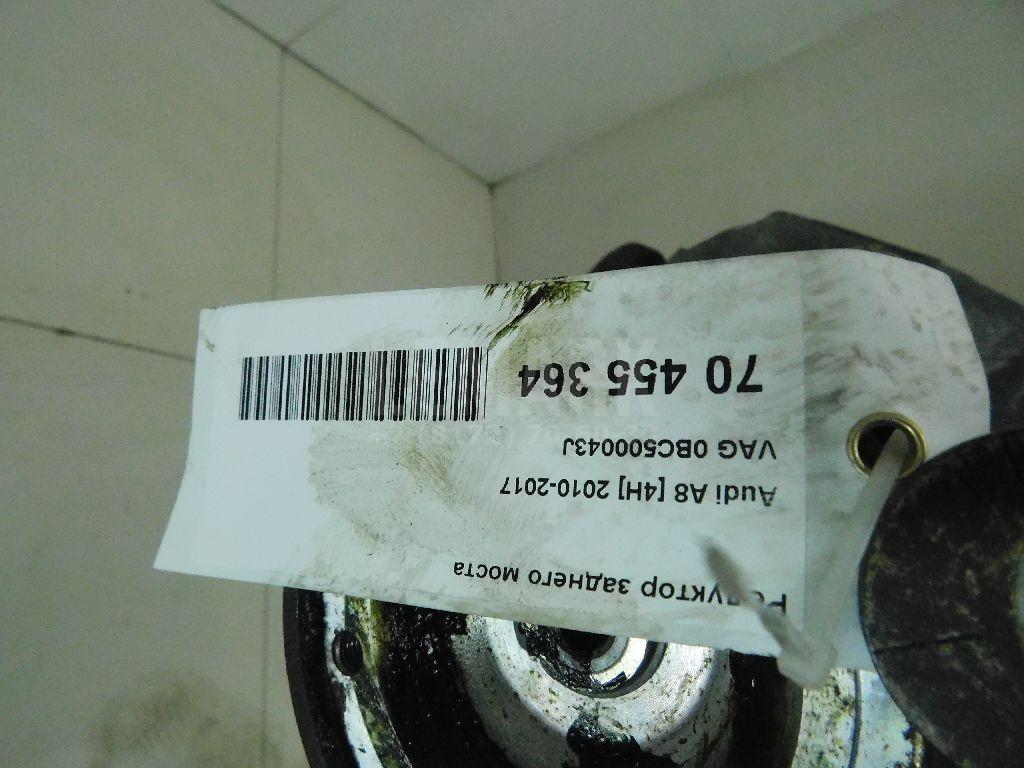 Редуктор заднего моста
Audi A8 [4H] 2010-2017
VAG 0BC500043J
70 455 364